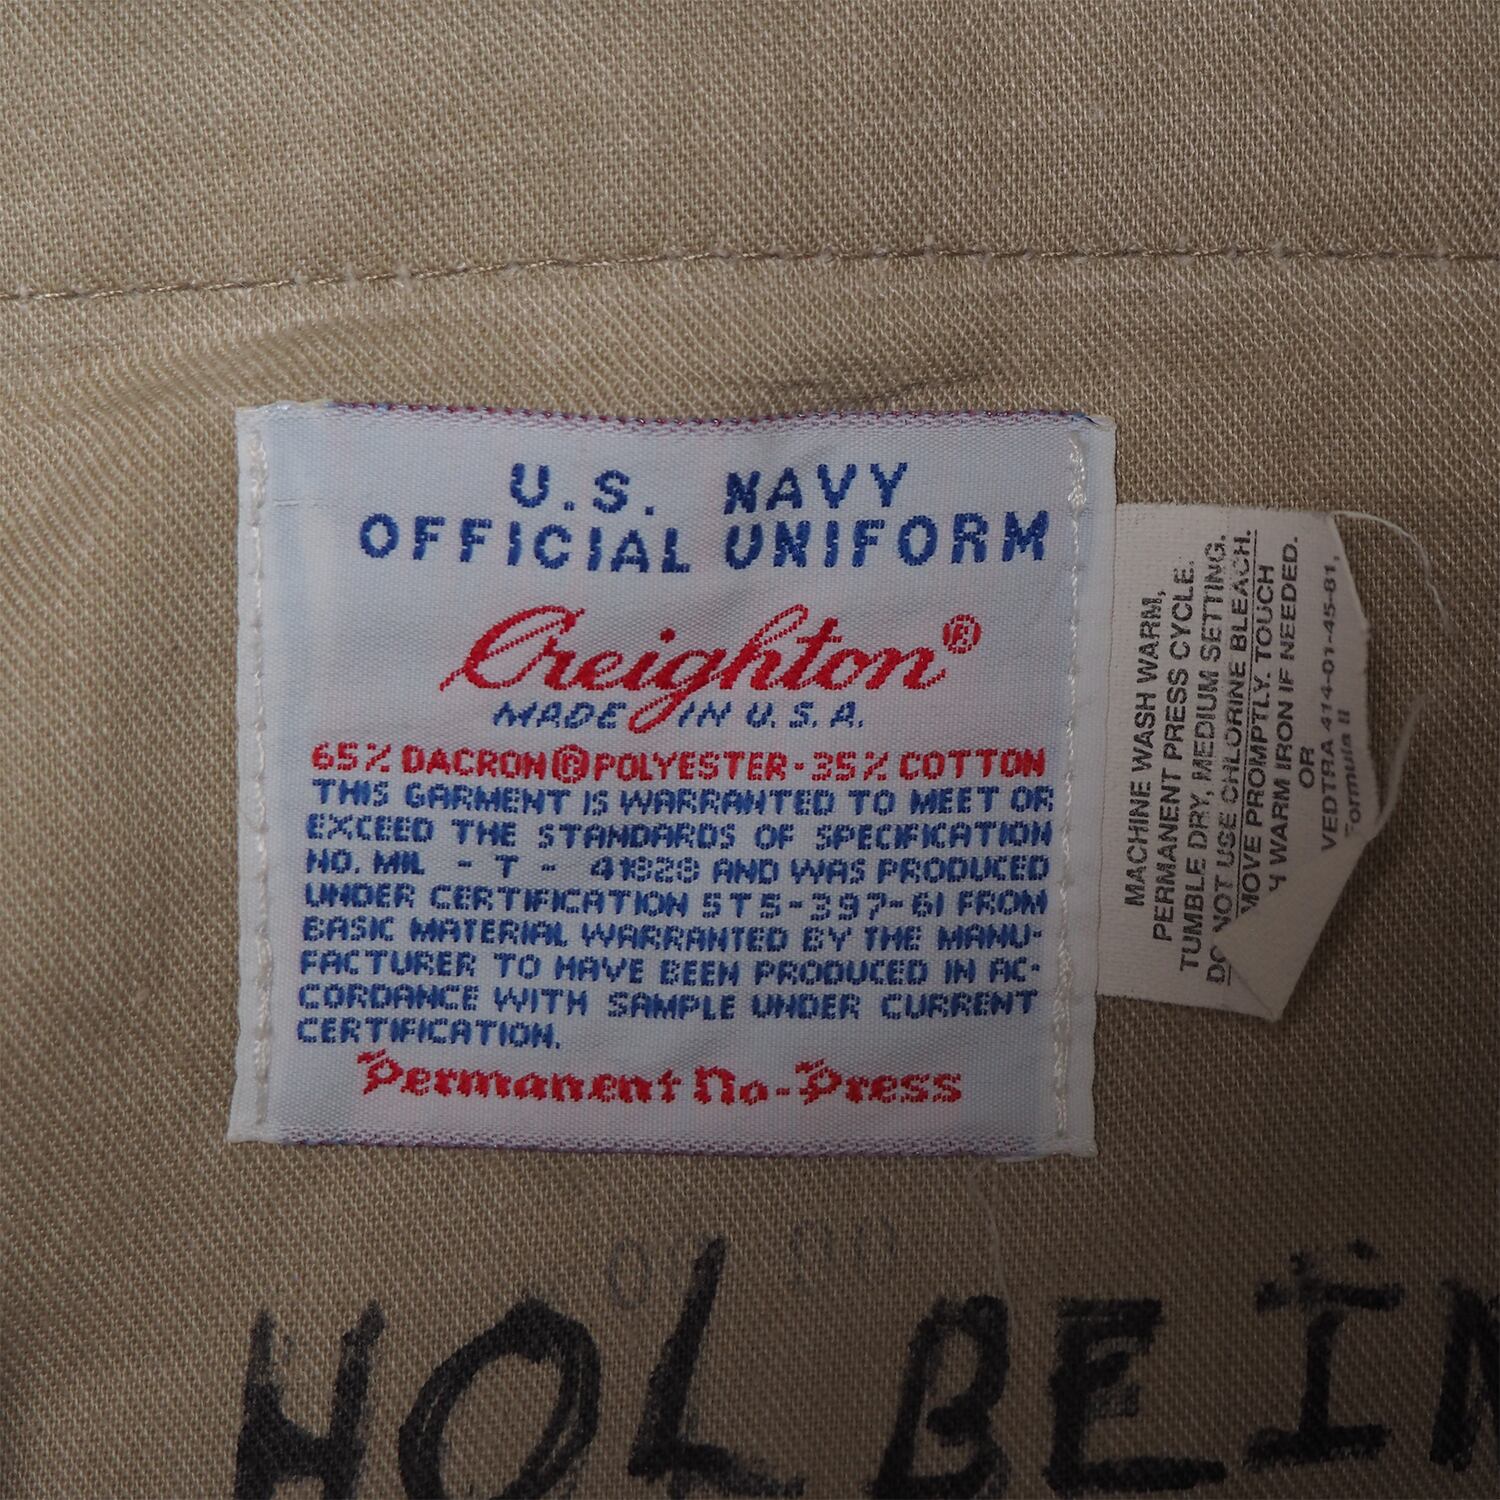 U.S. NAVY
OFFICIAL UNIFORM
Creighton®
MADE IN U.S.A.
65% DACRON® POLYESTER-35% COTTON
THIS GARMENT IS WARRANTED TO MEET OR
EXCEED THE STANDARDS OF SPECIFICATION
NO. MIL - T - 41828 AND WAS PRODUCED
UNDER CERTIFICATION STS-397-61 FROM
BASIC MATERIAL WARRANTED BY THE MANU-
FACTURER TO HAVE BEEN PRODUCED IN AC-
CORDANCE WITH SAMPLE UNDER CURRENT
CERTIFICATION.
Permanent No-Press
MACHINE WASH WARM,
PERMANENT PRESS CYCLE.
TUMBLE DRY, MEDIUM SETTING.
DO NOT USE CHLORINE BLEACH.
MOVE PROMPTLY. TOUCH
WARM IRON IF NEEDED.
OR
VEDTRA 414-01-45-81,
Formula II
HOLBEIN